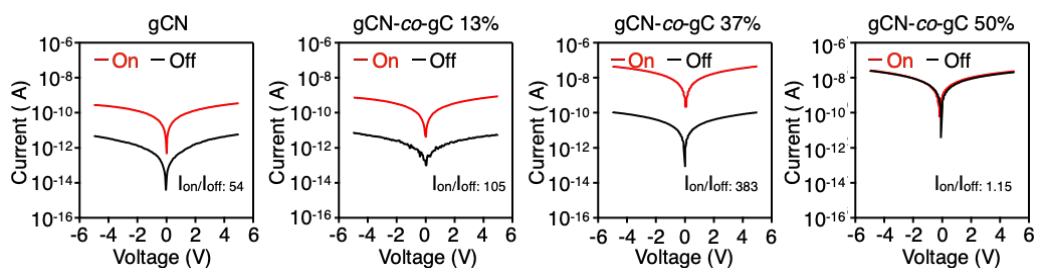 gCN
10-6
10-8
10-10
10-12
10-14
10-16
Current ( A)
On Off
Ion/Ioff: 54
-6 -4 -2 0 2 4 6
Voltage (V)
gCN-co-gC 13%
10-6
10-8
10-10
10-12
10-14
10-16
Current ( A)
On Off
Ion/Ioff: 105
-6 -4 -2 0 2 4 6
Voltage (V)
gCN-co-gC 37%
10-6
10-8
10-10
10-12
10-14
10-16
Current ( A)
On Off
Ion/Ioff: 383
-6 -4 -2 0 2 4 6
Voltage (V)
gCN-co-gC 50%
10-6
10-8
10-10
10-12
10-14
10-16
Current ( A)
On Off
Ion/Ioff: 1.15
-6 -4 -2 0 2 4 6
Voltage (V)